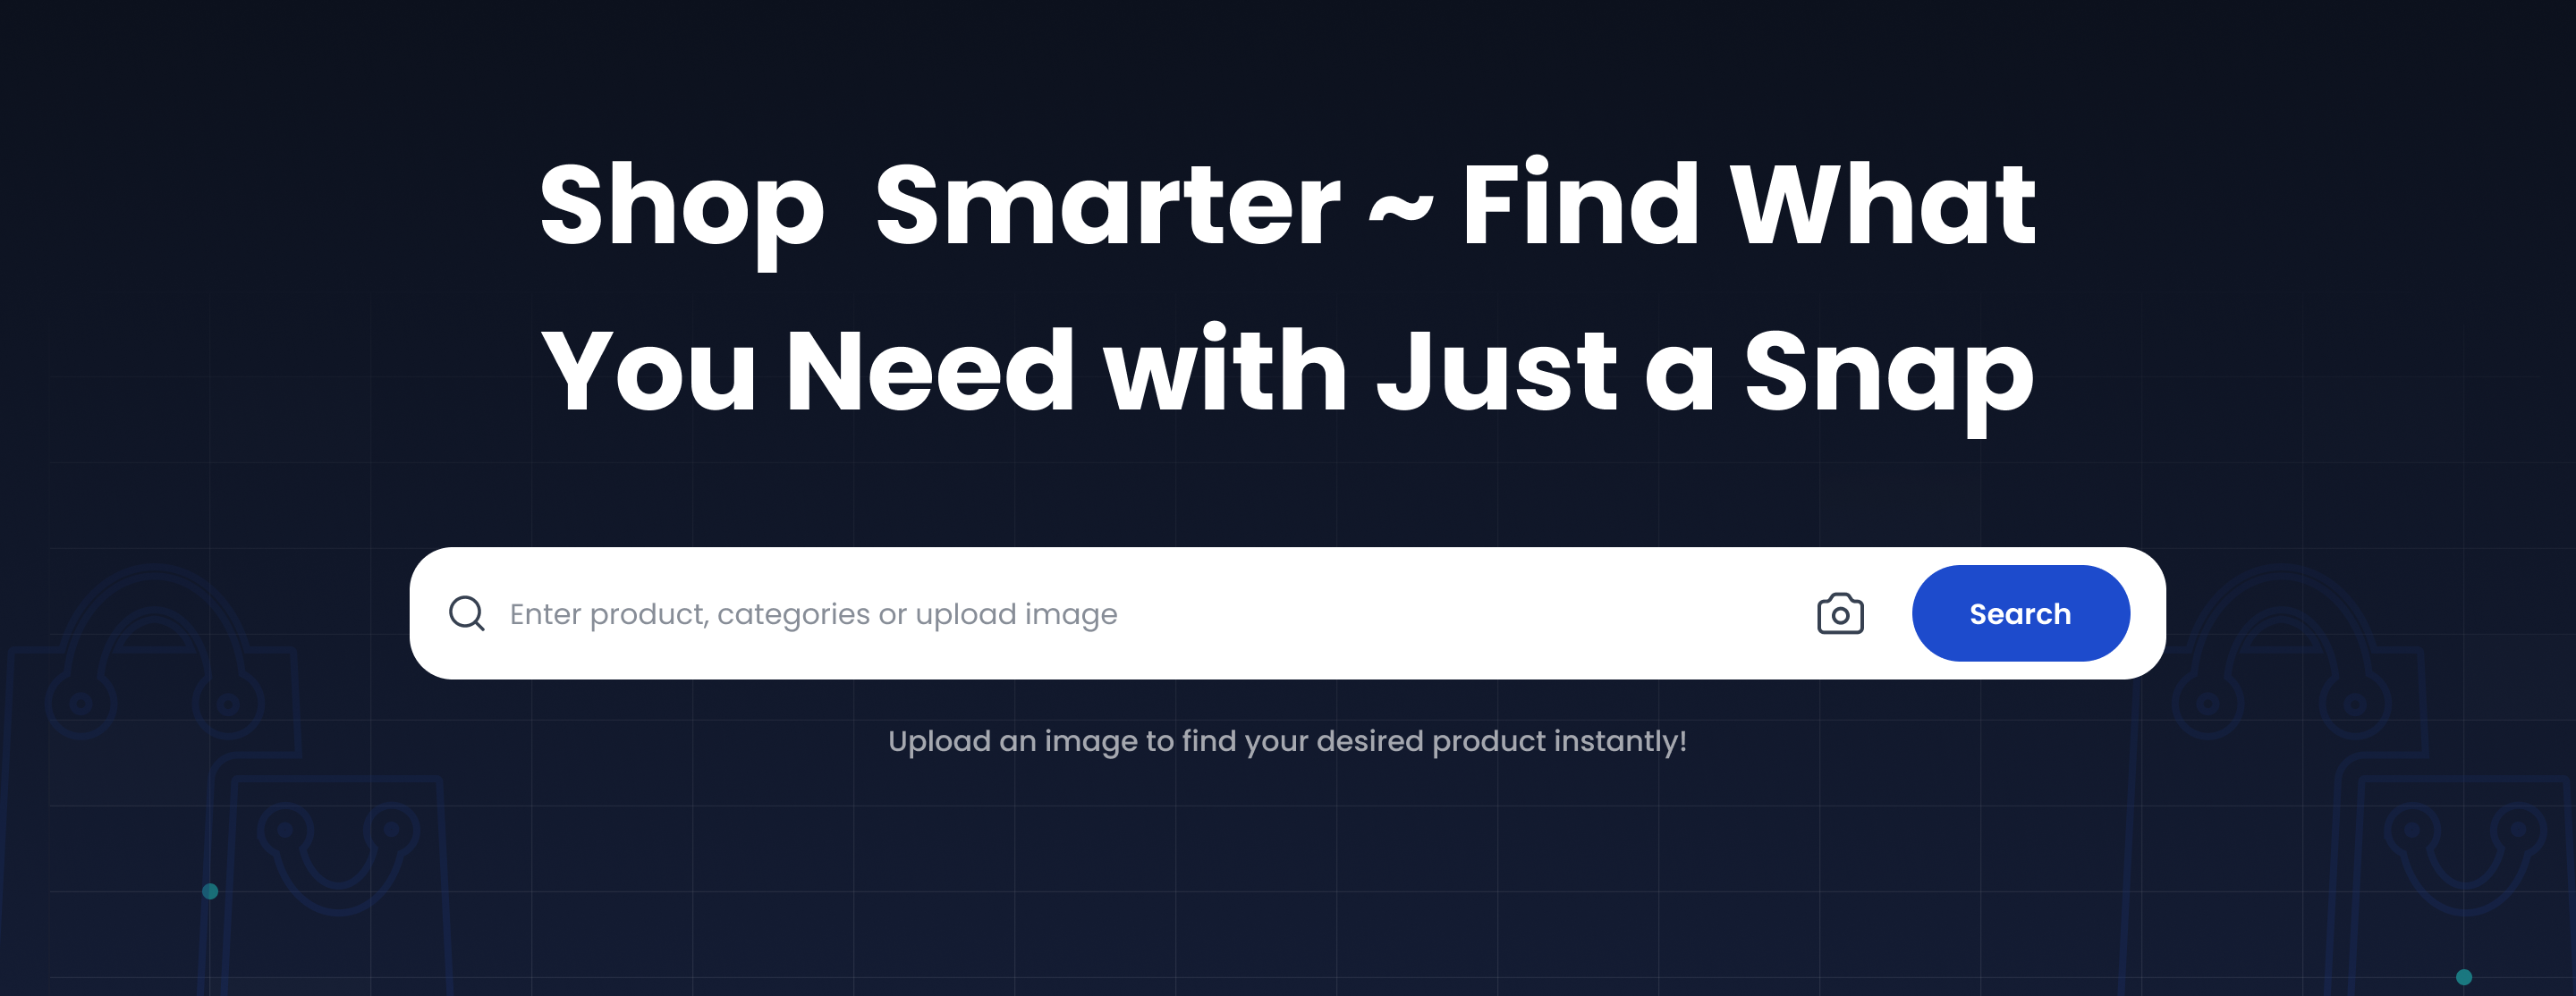 Shop  Smarter ~ Find What
You Need with Just a Snap
Enter product, categories or upload image
Search
Upload an image to find your desired product instantly!